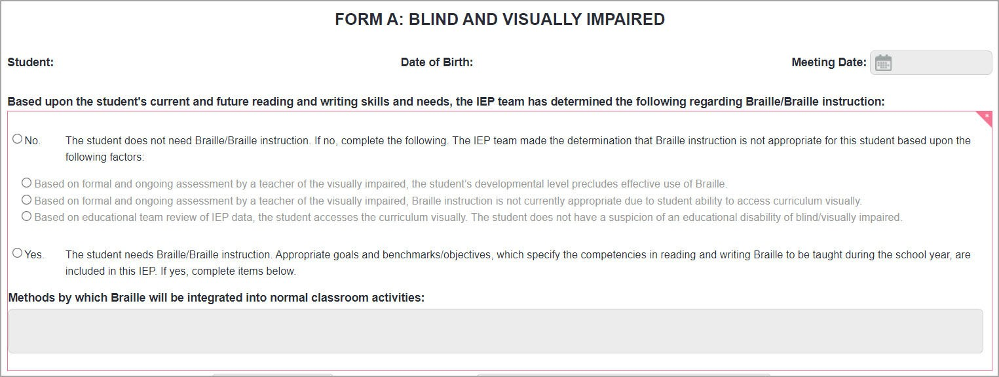 FORM A: BLIND AND VISUALLY IMPAIRED
Student: Date of Birth: Meeting Date:
Based upon the student's current and future reading and writing skills and needs, the IEP team has determined the following regarding Braille/Braille instruction:
*
No. The student does not need Braille/Braille instruction. If no, complete the following. The IEP team made the determination that Braille instruction is not appropriate for this student based upon the
following factors:
Based on formal and ongoing assessment by a teacher of the visually impaired, the student's developmental level precludes effective use of Braille.
Based on formal and ongoing assessment by a teacher of the visually impaired, Braille instruction is not currently appropriate due to student ability to access curriculum visually.
Based on educational team review of IEP data, the student accesses the curriculum visually. The student does not have a suspicion of an educational disability of blind/visually impaired.
Yes. The student needs Braille/Braille instruction. Appropriate goals and benchmarks/objectives, which specify the competencies in reading and writing Braille to be taught during the school year, are
included in this IEP. If yes, complete items below.
Methods by which Braille will be integrated into normal classroom activities: